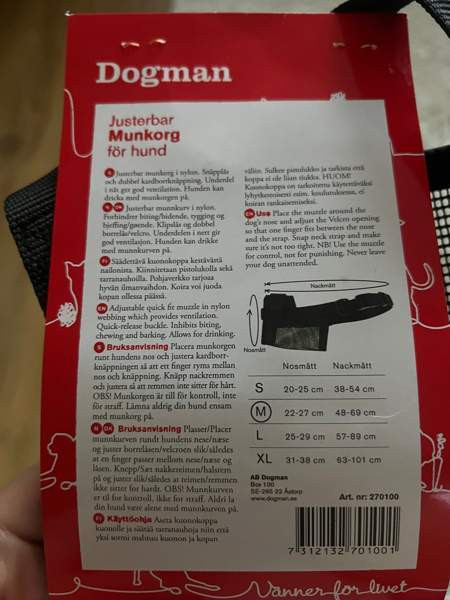 Dogman
Justerbar
Munkorg
för hund
S Justerbar munkorg i nylon. Snäpplås
och dubbel kardborrknäppning. Underdel
i nät ger god ventilation. Hunden kan
dricka med munkorgen på.
N DK Justerbar munnkurv i nylon.
Forhindrer biting/bidende, tygging og
bjeffing/gøende. Klipslås og dobbel
borrelås/velcro. Underdelen i nett gir
god ventilation. Hunden kan drikke
med munnkurven på.
FI Säädettävä kuonokoppa kestävästä
nailonista. Kiinnitetään pistolukolla sekä
tarranauhoilla. Pohjaverkko tarjoaa
hyvän ilmanvaihdon. Koira voi juoda
kopan ollessa päässä.
EN Adjustable quick fit muzzle in nylon
webbing which provides ventilation.
Quick-release buckle. Inhibits biting,
chewing and barking. Allows for drinking.
S Bruksanvisning Placera munkorgen
runt hundens nos och justera kardborr-
knäppningen så att ett finger ryms mellan
nos och knäppning. Knäpp nackremmen
och justera så att remmen inte sitter för hårt.
OBS! Munkorgen är till för kontroll, inte
för straff. Lämna aldrig din hund ensam
med munkorg på.
N DK Bruksanvisning Plasser/Placer
munnkurven rundt hundens nese/næse
og juster borrelåsen/velcroen slik/således
at en finger passer mellom nese/næse og
låsen. Knepp/Sæt nakkereimen/halsrem
på og juster slik/således at reimen/remmen
ikke sitter for hardt. OBS! Munnkurven
er til for kontroll, ikke for straff. Aldri la
din hund være alene med munnkurven på.
FI Käyttöohje Aseta kuonokoppa
kuonolle ja säätää tarranauhoja niin että
yksi sormi mahtuu kuonon ja kopan
väliin. Sulkee pistolukko ja tarkista että
koppa ei ole liian tiukka. HUOM!
Kuonokoppa on tarkoitettu käytettäväksi
lyhytkestoisesti esim. koulutuksessa, ei
koiran rankaisemiseksi.
EN Use Place the muzzle around the
dog's nose and adjust the Velcro opening
so that one finger fits between the nose
and the strap. Snap neck strap and make
sure it's not too tight. NB! Use the muzzle
for control, not for punishing. Never leave
your dog unattended.
Nackmått
Nosmått
Nosmått Nackmått
S 20-25 cm 38-54 cm
M 22-27 cm 48-69 cm
L 25-29 cm 57-89 cm
XL 31-38 cm 63-101 cm
AB Dogman
Box 100
SE-265 22 Åstorp
www.dogman.se
Art. nr: 270100
7 312132 701001
Vänner för livet